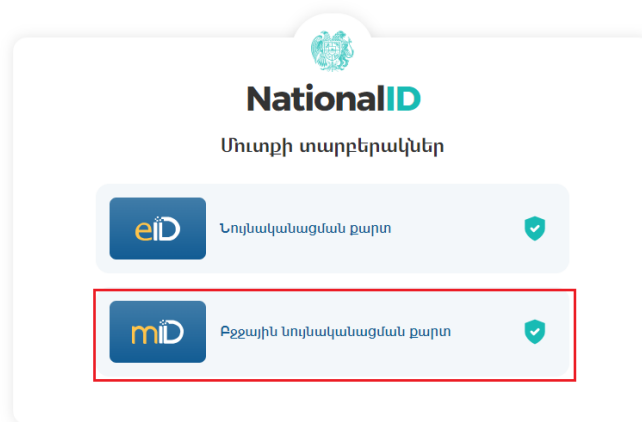 NationalID
Մուտքի տարբերակներ
eID
Նույնականացման քարտ
mID
Բջջային նույնականացման քարտ